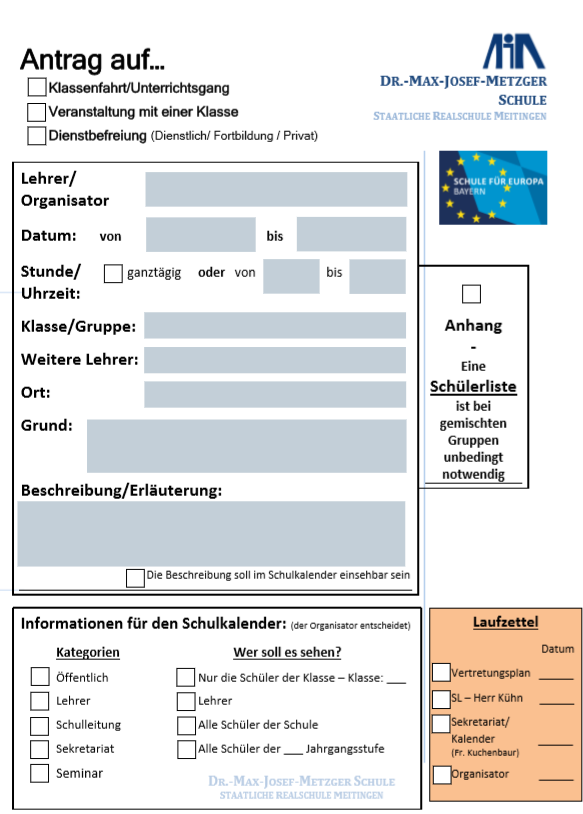 Antrag auf...
Klassenfahrt/Unterrichtsgang
Veranstaltung mit einer Klasse
Dienstbefreiung (Dienstlich/ Fortbildung / Privat)
DR.-MAX-JOSEF-METZGER
SCHULE
STAATLICHE REALSCHULE MEITINGEN
SCHULE FÜR EUROPA
BAYERN
Lehrer/
Organisator
Datum: von bis
Stunde/ ganztägig oder von bis
Uhrzeit:
Klasse/Gruppe:
Weitere Lehrer:
Ort:
Grund:
Beschreibung/Erläuterung:
Die Beschreibung soll im Schulkalender einsehbar sein
Anhang
-
Eine
Schülerliste
ist bei
gemischten
Gruppen
unbedingt
notwendig
Informationen für den Schulkalender: (der Organisator entscheidet)
Kategorien
Öffentlich
Lehrer
Schulleitung
Sekretariat
Seminar
Wer soll es sehen?
Nur die Schüler der Klasse – Klasse: ___
Lehrer
Alle Schüler der Schule
Alle Schüler der ___ Jahrgangsstufe
DR.-MAX-JOSEF-METZGER SCHULE
STAATLICHE REALSCHULE MEITINGEN
Laufzettel
Datum
Vertretungsplan _____
SL – Herr Kühn _____
Sekretariat/
Kalender _____
(Fr. Kuchenbaur)
Organisator _____